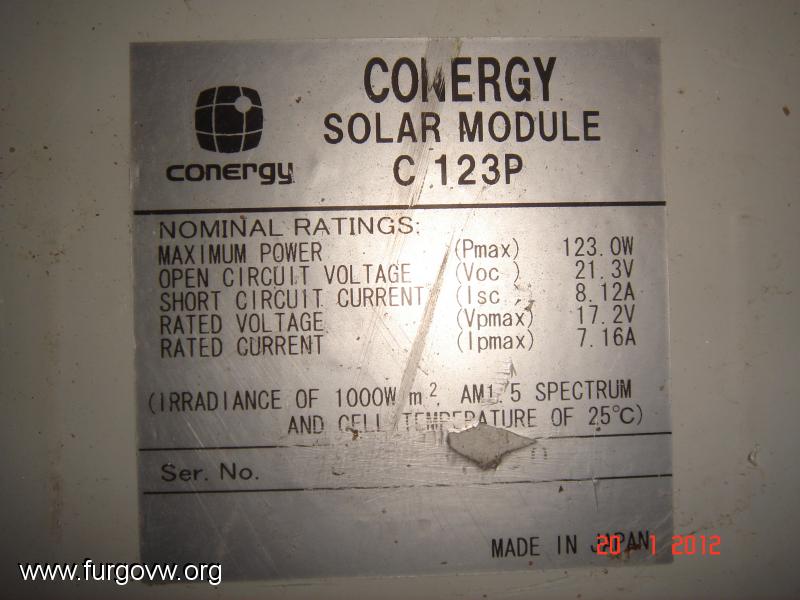 CONERGY
SOLAR MODULE
conergy
C 123P
NOMINAL RATINGS:
MAXIMUM POWER (Pmax) 123.0W
OPEN CIRCUIT VOLTAGE (Voc ) 21.3V
SHORT CIRCUIT CURRENT (Isc 8.12A
RATED VOLTAGE (Vpmax) 17.2V
RATED CURRENT (Ipmax) 7.16A
(IRRADIANCE OF 1000W m², AM1.5 SPECTRUM
AND CELL TEMPERATURE OF 25°C)
Ser. No.
MADE IN JAPAN
20 1 2012
www.furgovw.org